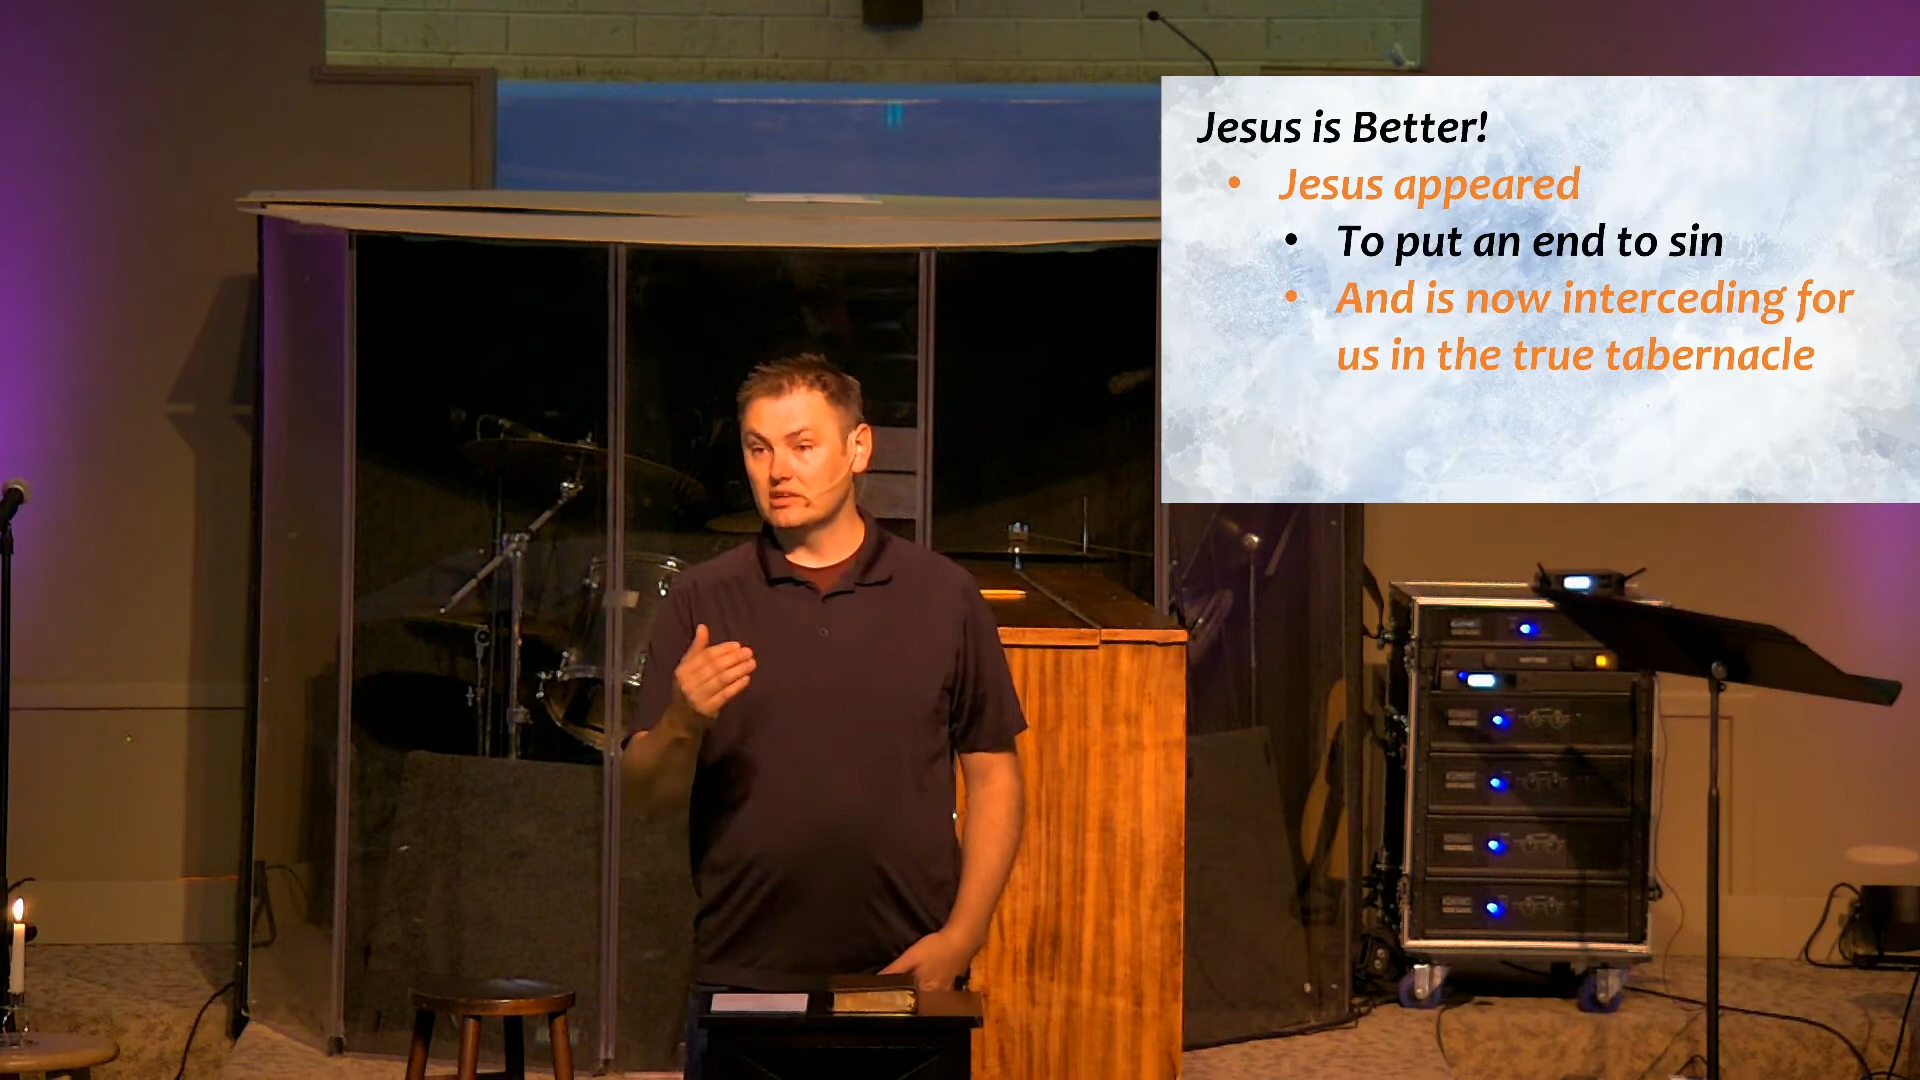 Jesus is Better!
• Jesus appeared
• To put an end to sin
• And is now interceding for
us in the true tabernacle